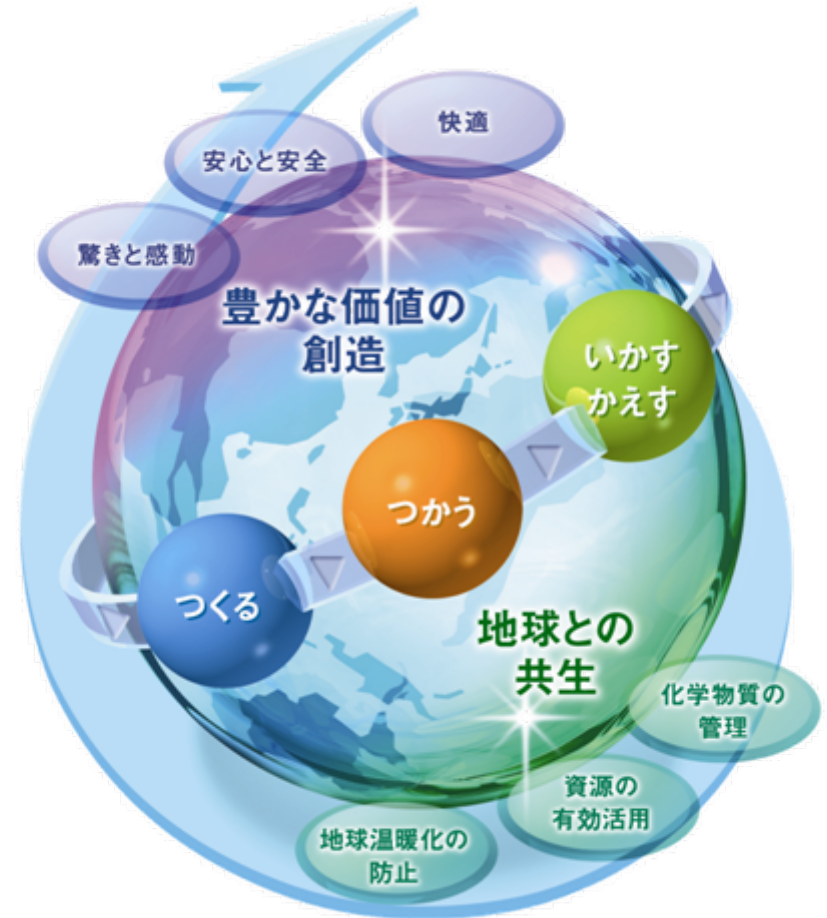 快適
安心と安全
驚きと感動
豊かな価値の
創造
いかす
かえす
つかう
つくる
地球との
共生
化学物質の
管理
資源の
有効活用
地球温暖化の
防止